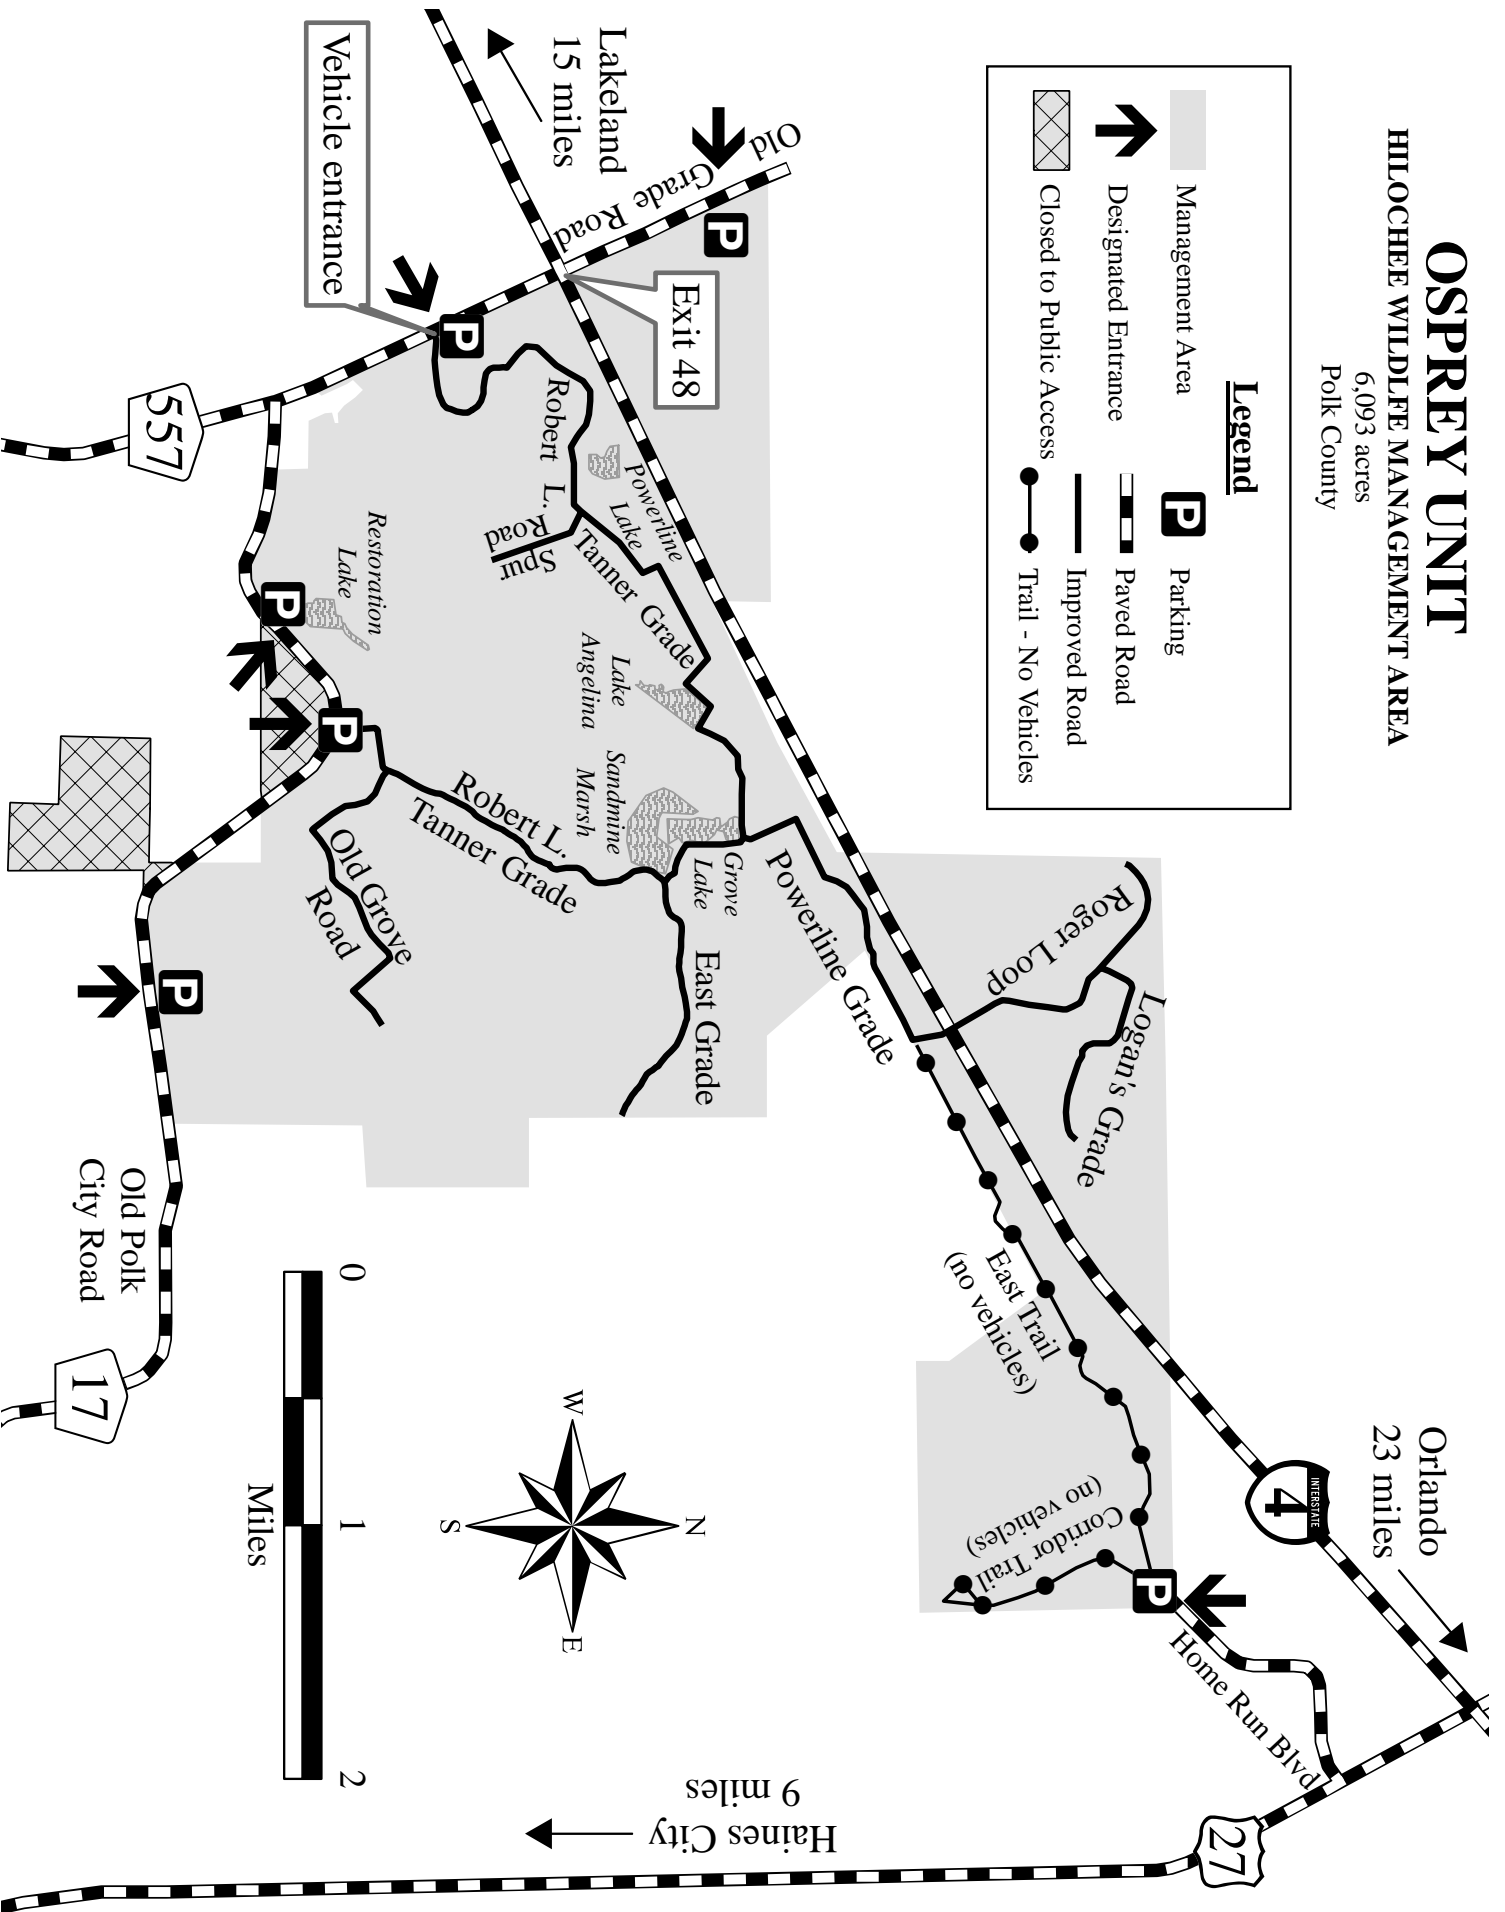 OSPREY UNIT
HILOCHEE WILDLIFE MANAGEMENT AREA
6,093 acres
Polk County
Legend
Management Area
Designated Entrance
Closed to Public Access
P
Parking
Paved Road
Improved Road
Trail - No Vehicles
Lakeland
15 miles
Old
Grade Road
P
Exit 48
Vehicle entrance
P
557
Robert L.
Tanner Grade
Powerline
Lake
Spur
Road
Restoration
Lake
P
P
Lake
Angelina
Sandmine
Marsh
Grove
Lake
Robert L.
Tanner Grade
Old Grove
Road
East Grade
Powerline Grade
Roger Loop
Logan's Grade
P
Old Polk
City Road
17
East Trail
(no vehicles)
Corridor Trail
(no vehicles)
P
Home Run Blvd
INTERSTATE
4
Orlando
23 miles
27
Haines City
9 miles
N
W
E
S
0
1
2
Miles